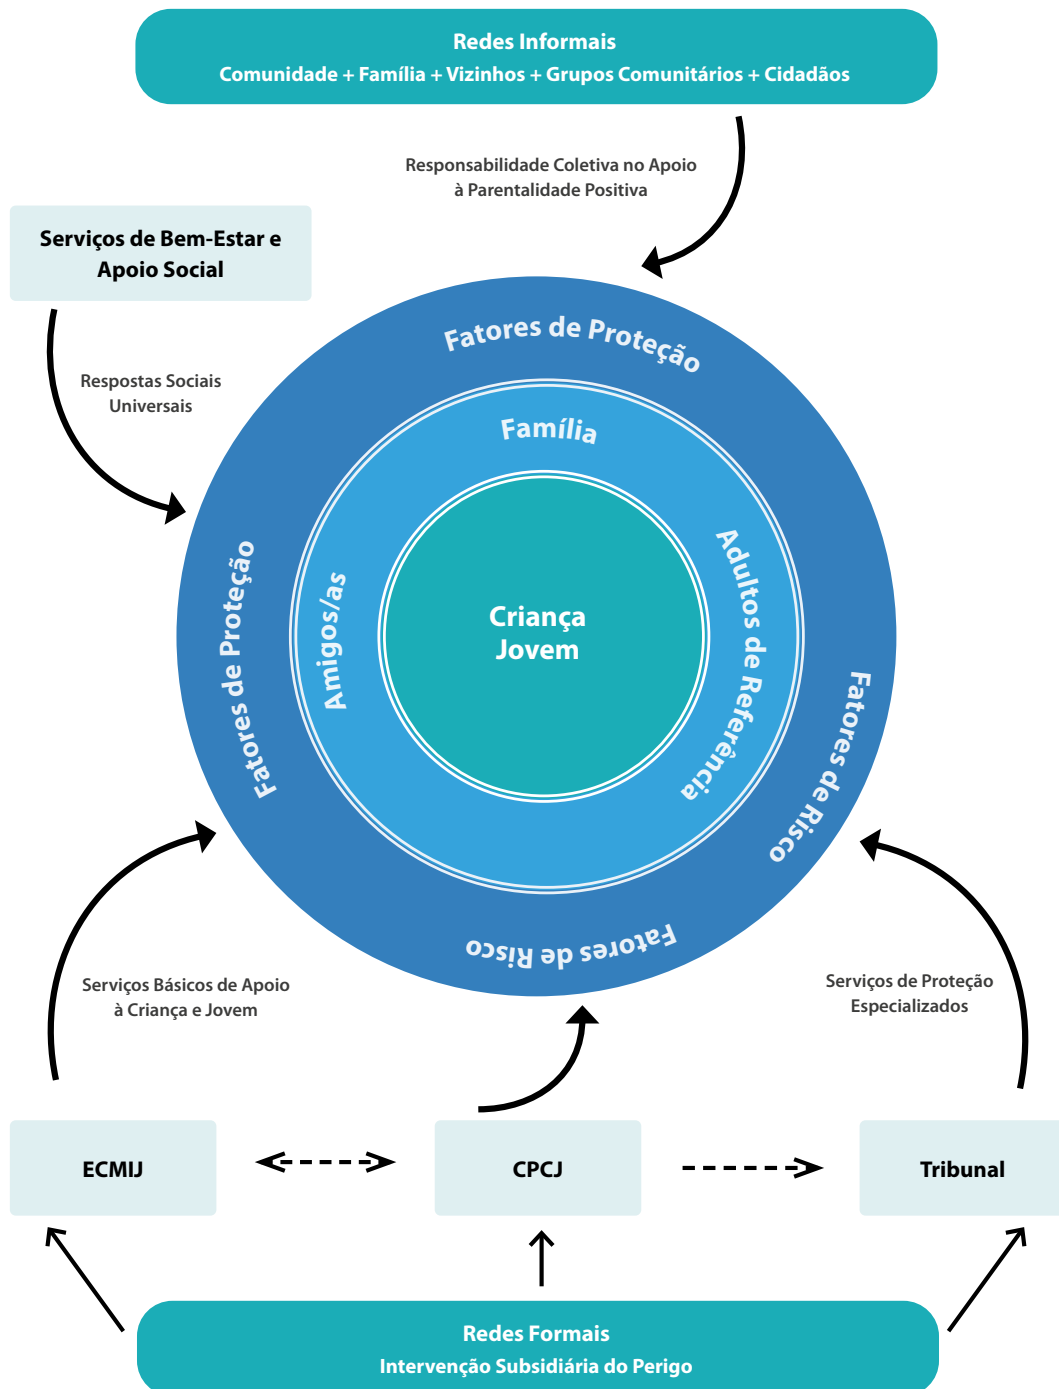 Redes Informais
Comunidade + Família + Vizinhos + Grupos Comunitários + Cidadãos
Responsabilidade Coletiva no Apoio
à Parentalidade Positiva
Serviços de Bem-Estar e
Apoio Social
Respostas Sociais
Universais
Fatores de Proteção
Família
Fatores de Proteção
Amigos/as
Criança
Jovem
Adultos de Referência
Fatores de Risco
Fatores de Risco
Serviços Básicos de Apoio
à Criança e Jovem
Serviços de Proteção
Especializados
ECMIJ
CPCJ
Tribunal
Redes Formais
Intervenção Subsidiária do Perigo